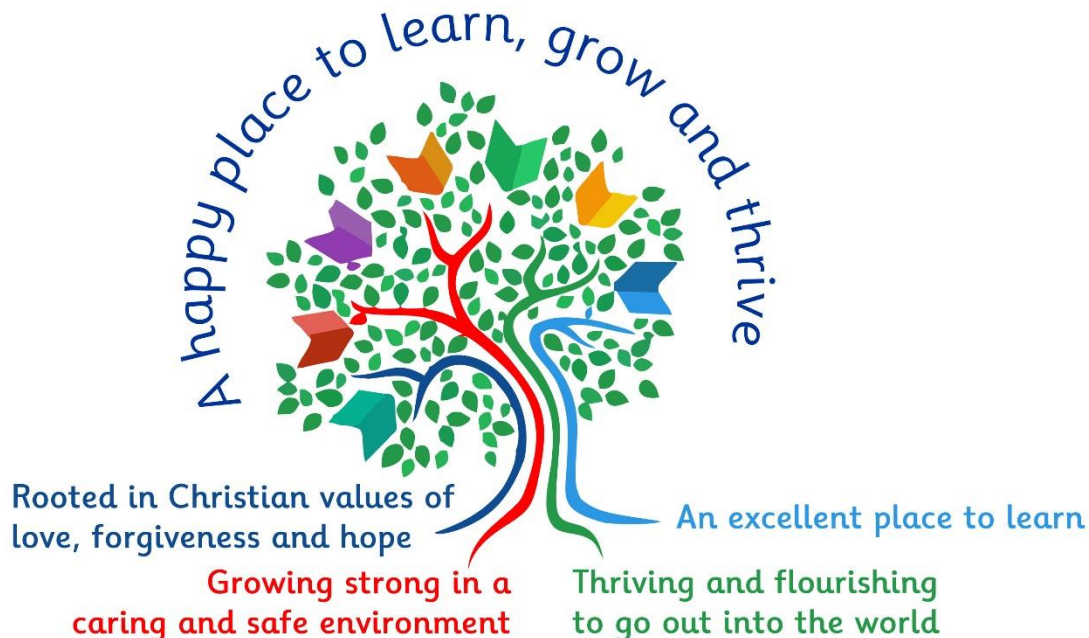 A happy place to learn, grow and thrive
Rooted in Christian values of
love, forgiveness and hope
An excellent place to learn
Growing strong in a
caring and safe environment
Thriving and flourishing
to go out into the world